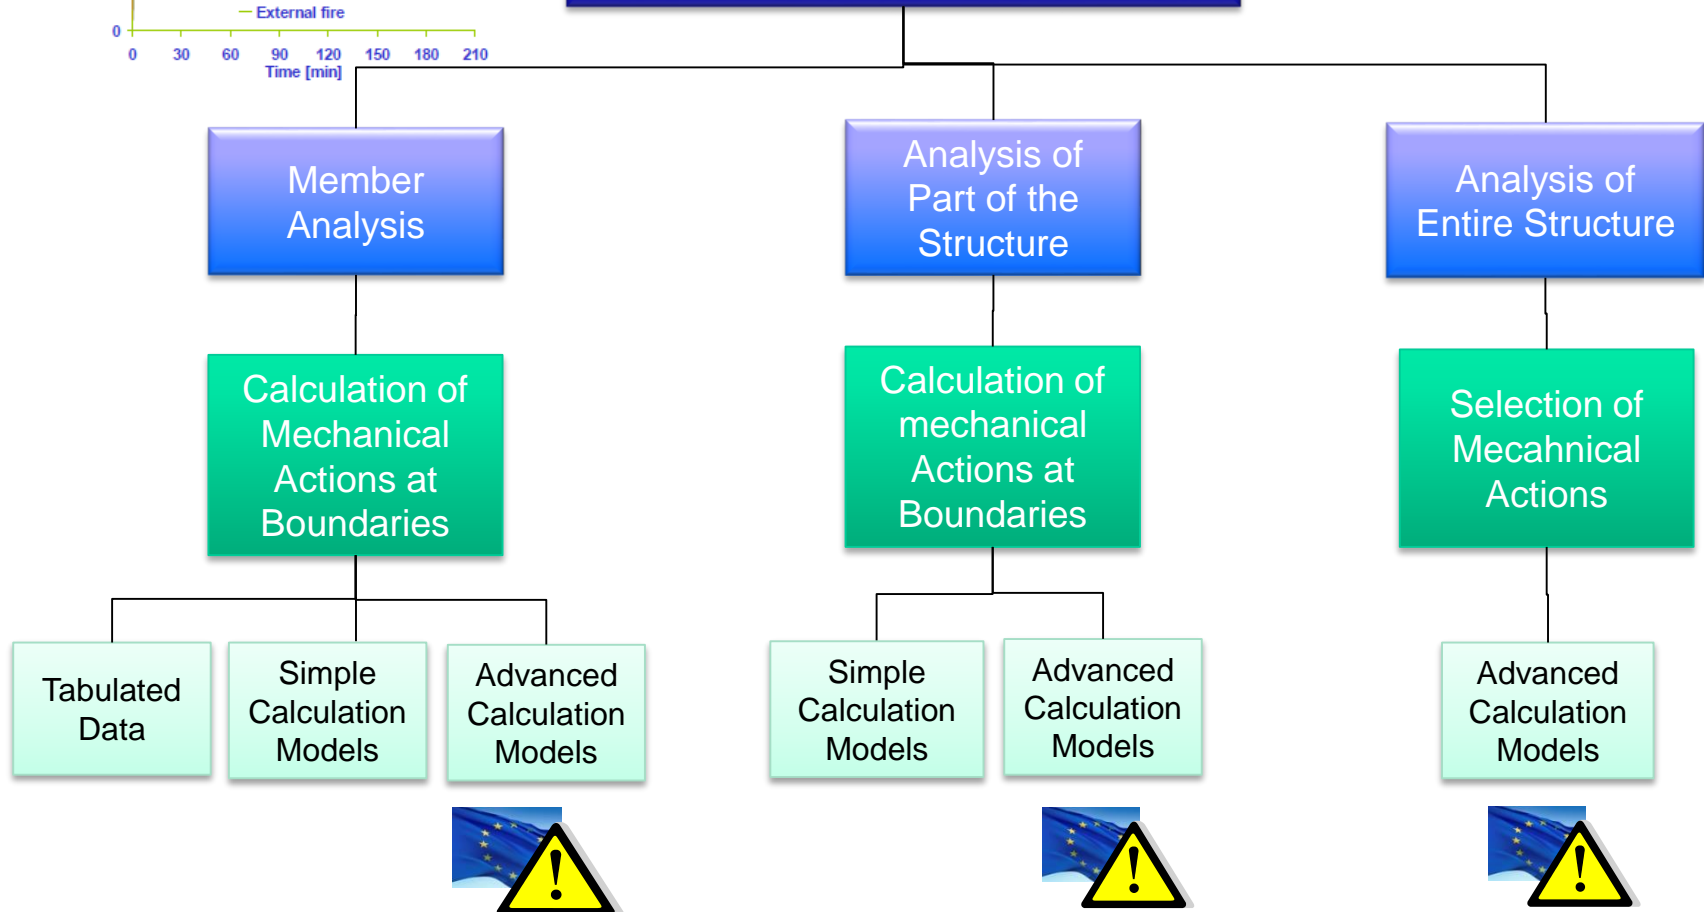 External fire
0
0 30 60 90 120 150 180 210
Time [min]
Member
Analysis
Analysis of
Part of the
Structure
Analysis of
Entire Structure
Calculation of
Mechanical
Actions at
Boundaries
Calculation of
mechanical
Actions at
Boundaries
Selection of
Mecahnical
Actions
Tabulated
Data
Simple
Calculation
Models
Advanced
Calculation
Models
Simple
Calculation
Models
Advanced
Calculation
Models
Advanced
Calculation
Models
!
!
!